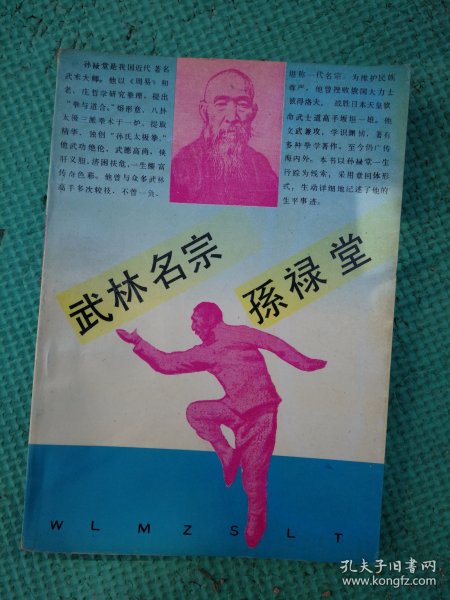 孙禄堂是我国近代著名
武术大师。他以《周易》和
老、庄哲学研究拳理，提出
“拳与道合。”熔形意、八卦
太极三派拳术于一炉，提取
精华，独创“孙氏太极拳。”
他武功绝伦，武德高尚，侠
肝义胆，济困扶危，一生颇富
传奇色彩。他曾与众多武林
高手多次较技，不曾一负，
堪称一代名宗。为维护民族
尊严，他曾挫败俄国大力士
彼得洛夫，战胜日本天皇钦
命武士道高手坂垣一雄。他
文武兼攻，学识渊博，著有
多种拳学著作，至今仍广传
海内外。本书以孙禄堂一生
行踪为线索，采用章回体形
式，生动详细地记述了他的
生平事迹。
武林名宗
孫禄堂
W L M Z S L T
孔夫子旧书网
www.kongfz.com